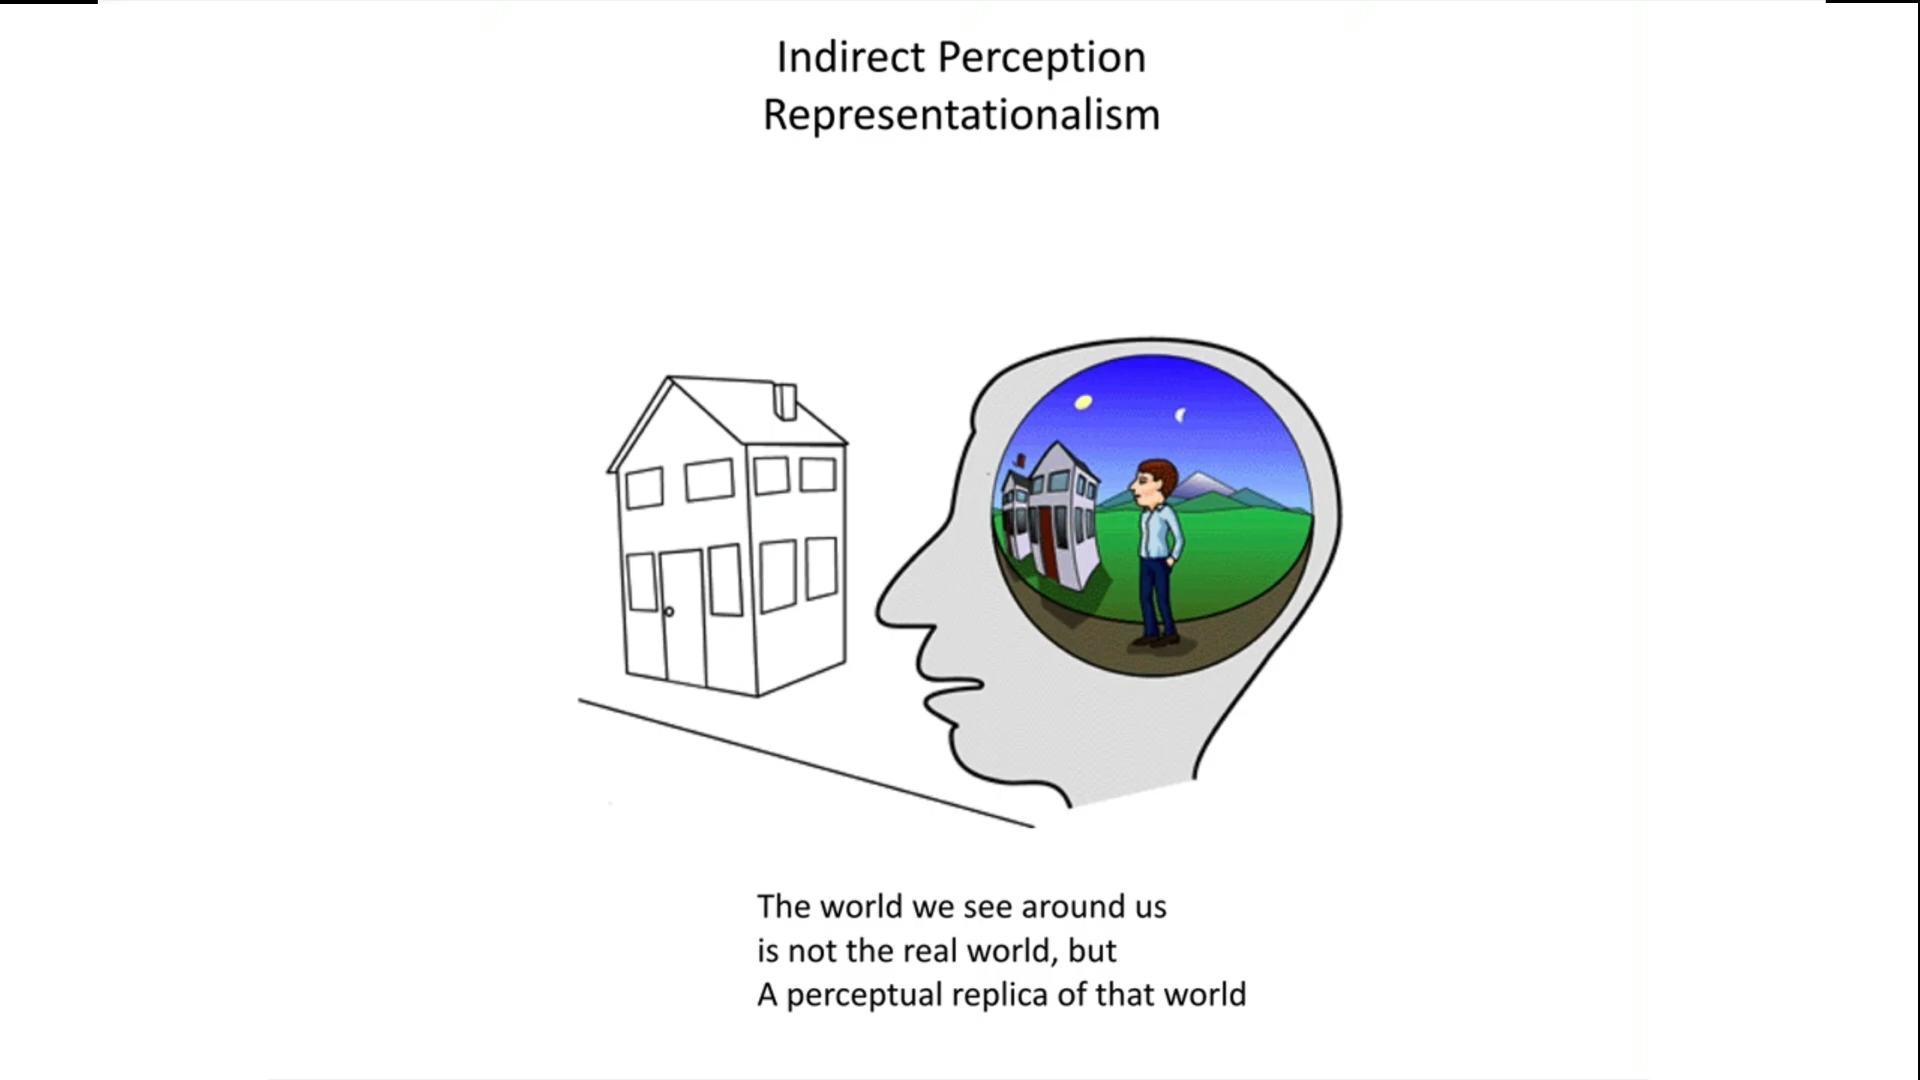 Indirect Perception
Representationalism
The world we see around us
is not the real world, but
A perceptual replica of that world